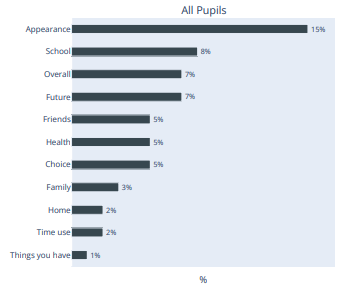 All Pupils
Appearance 15%
School 8%
Overall 7%
Future 7%
Friends 5%
Health 5%
Choice 5%
Family 3%
Home 2%
Time use 2%
Things you have 1%
%